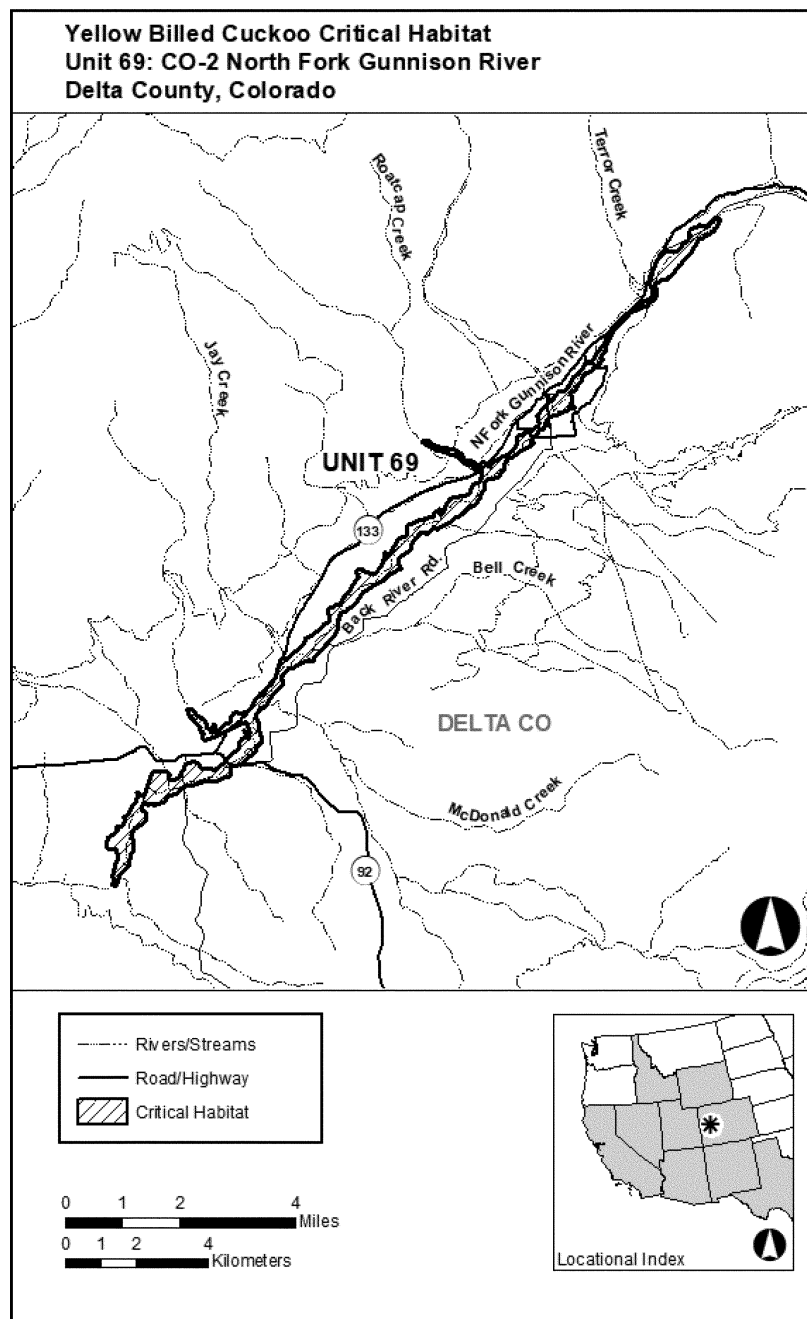 Yellow Billed Cuckoo Critical Habitat
Unit 69: CO-2 North Fork Gunnison River
Delta County, Colorado
Terror Creek
Roatcap Creek
Jay Creek
N Fork Gunnison River
UNIT 69
133
Back River Rd.
Bell Creek
DELTA CO
McDonald Creek
92
Rivers/Streams
Road/Highway
Critical Habitat
0 1 2 4
Miles
0 1 2 4
Kilometers
Locational Index